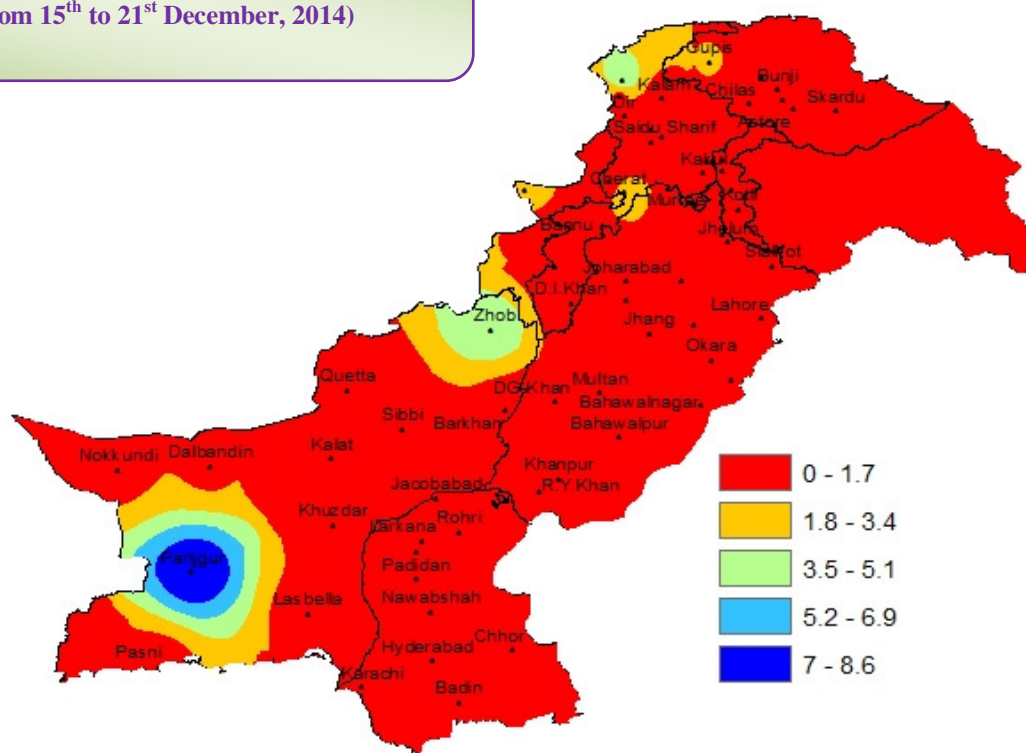 om 15th to 21st December, 2014)
Gupis
Bunji
Kalam
Chilas
Skardu
Dir
Astore
Saidu Sharif
Kakul
Cherat
Kotli
Bannu
Jhelum
Sialkot
Joharabad
D.I.Khan
Lahore
Zhob
Jhang
Okara
Quetta
DG Khan
Multan
Bahawalnagar
Sibbi
Barkhan
Bahawalpur
Kalat
Nokkundi
Dalbandin
Khanpur
0 - 1.7
Jacobabad
R.Y.Khan
Khuzdar
Rohri
1.8 - 3.4
Larkana
Panjgur
Padidan
3.5 - 5.1
Lasbella
Nawabshah
5.2 - 6.9
Pasni
Hyderabad
Chhor
Karachi
7 - 8.6
Badin